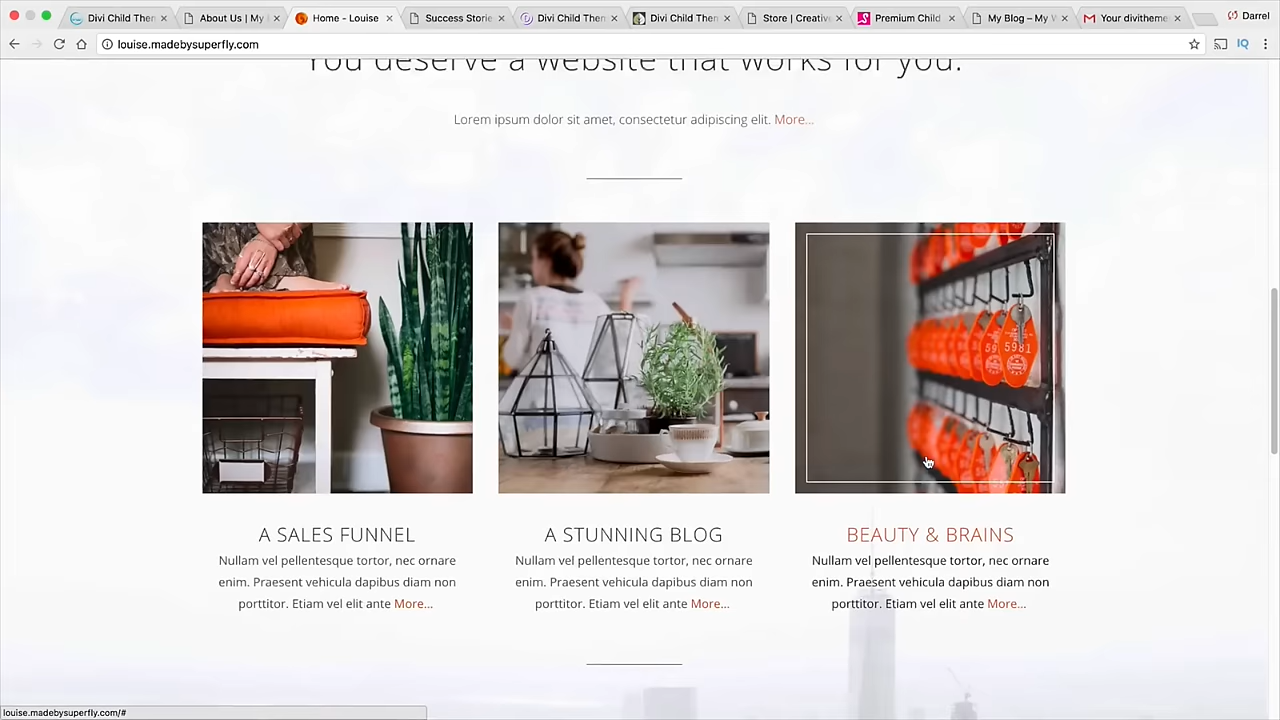 Divi Child Them
About Us | My
Home - Louise
Success Storie
Divi Child Them
Divi Child Them
Store | Creative
Premium Child
My Blog – My V
Your divitheme
Darrel
louise.madebysuperfly.com
IQ
You deserve a website that works for you.
Lorem ipsum dolor sit amet, consectetur adipiscing elit. More...
5981
A SALES FUNNEL
Nullam vel pellentesque tortor, nec ornare
enim. Praesent vehicula dapibus diam non
porttitor. Etiam vel elit ante More...
A STUNNING BLOG
Nullam vel pellentesque tortor, nec ornare
enim. Praesent vehicula dapibus diam non
porttitor. Etiam vel elit ante More...
BEAUTY & BRAINS
Nullam vel pellentesque tortor, nec ornare
enim. Praesent vehicula dapibus diam non
porttitor. Etiam vel elit ante More...
louise.madebysuperfly.com/#